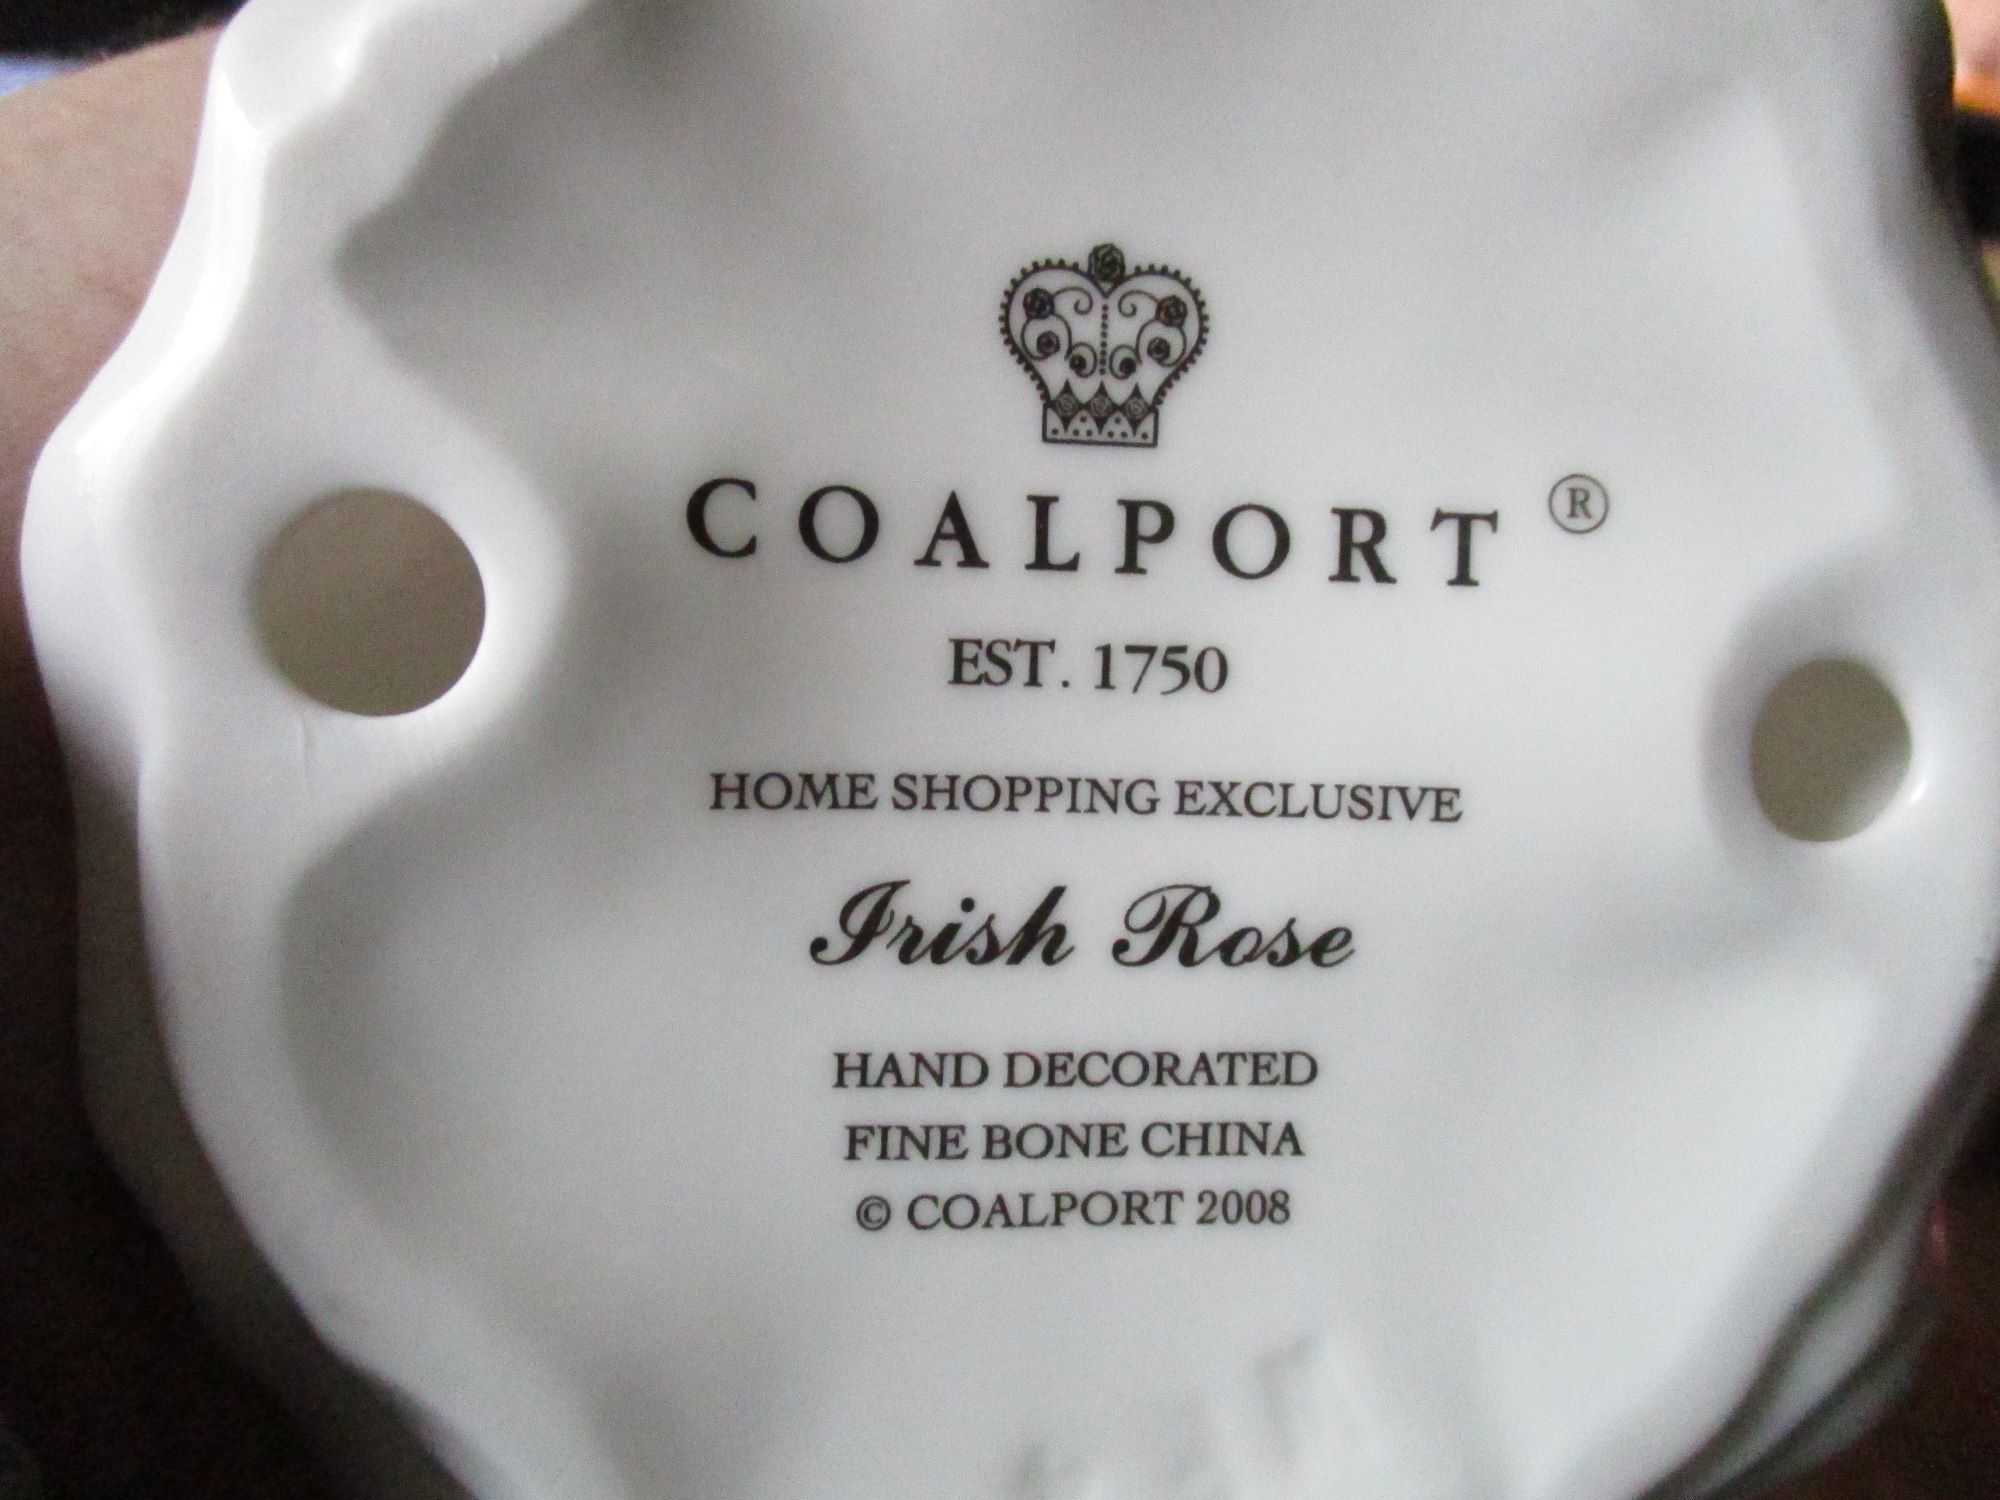 COALPORT ®
EST. 1750
HOME SHOPPING EXCLUSIVE
Irish Rose
HAND DECORATED
FINE BONE CHINA
© COALPORT 2008